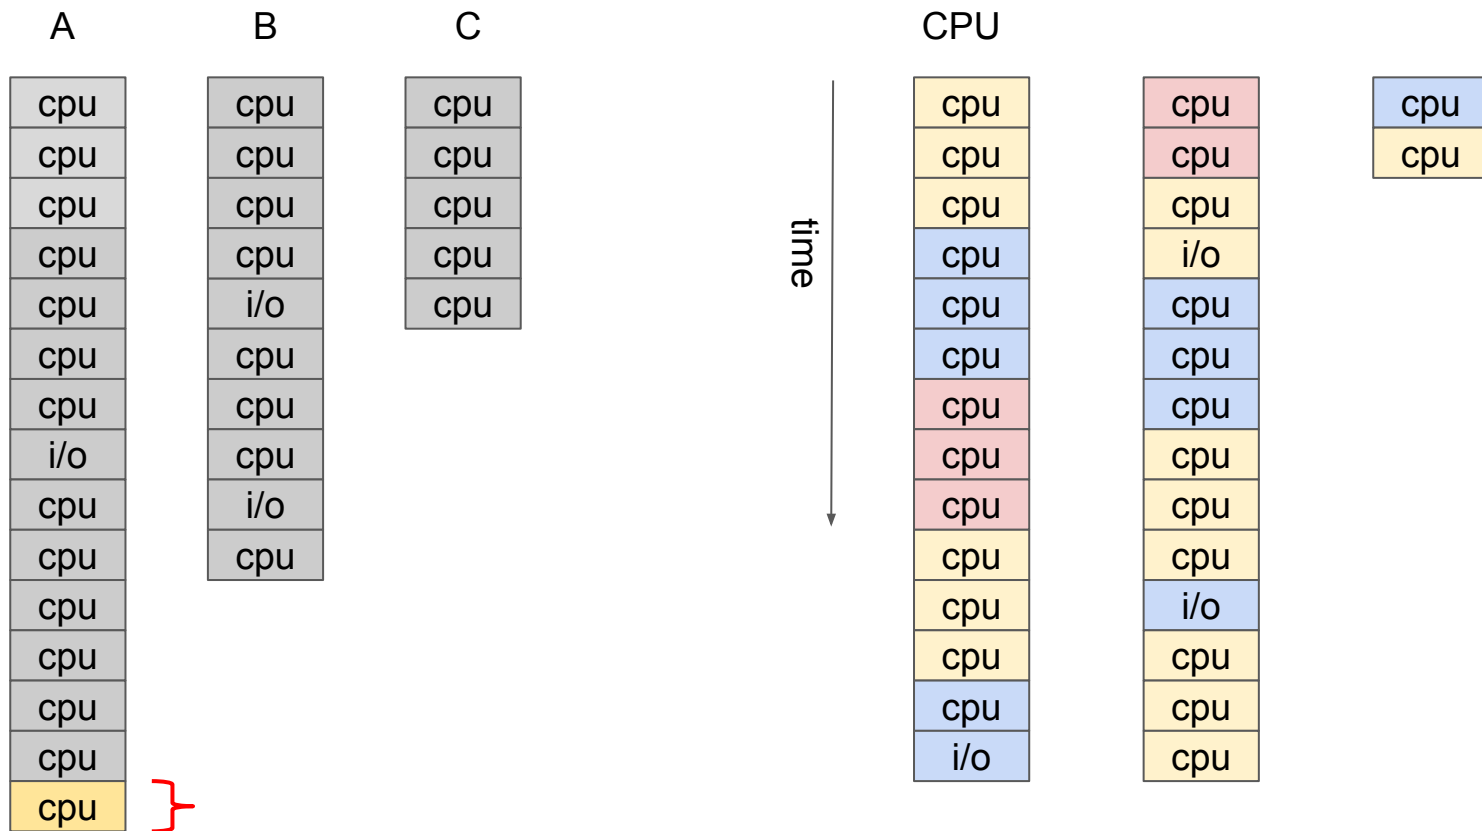 A B C CPU
cpu cpu cpu cpu cpu cpu
cpu cpu cpu cpu cpu cpu
cpu cpu cpu cpu cpu
cpu cpu cpu cpu i/o
cpu i/o cpu cpu cpu
cpu cpu cpu cpu
cpu cpu cpu cpu
i/o cpu cpu cpu
cpu i/o cpu cpu
cpu cpu cpu cpu
cpu cpu i/o
cpu cpu cpu
cpu cpu cpu
cpu i/o cpu
cpu
time